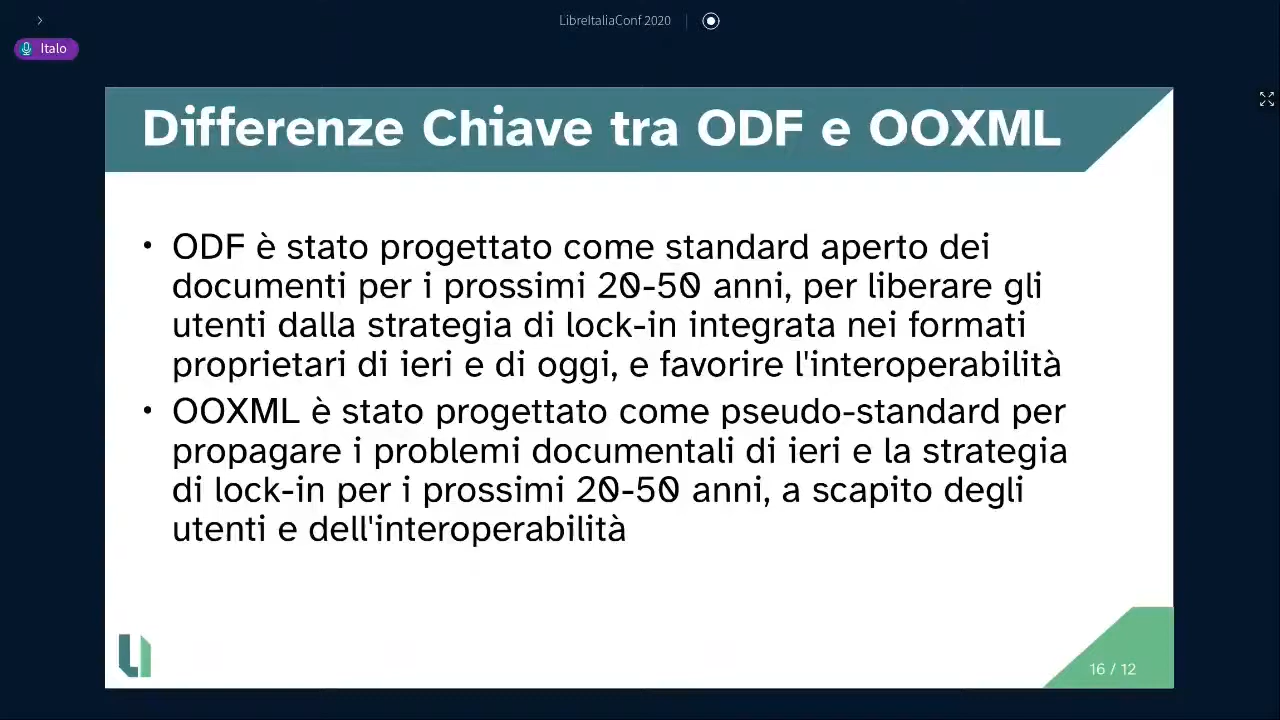 LibreItaliaConf 2020
Italo
Differenze Chiave tra ODF e OOXML
• ODF è stato progettato come standard aperto dei
documenti per i prossimi 20-50 anni, per liberare gli
utenti dalla strategia di lock-in integrata nei formati
proprietari di ieri e di oggi, e favorire l'interoperabilità
• OOXML è stato progettato come pseudo-standard per
propagare i problemi documentali di ieri e la strategia
di lock-in per i prossimi 20-50 anni, a scapito degli
utenti e dell'interoperabilità
16 / 12